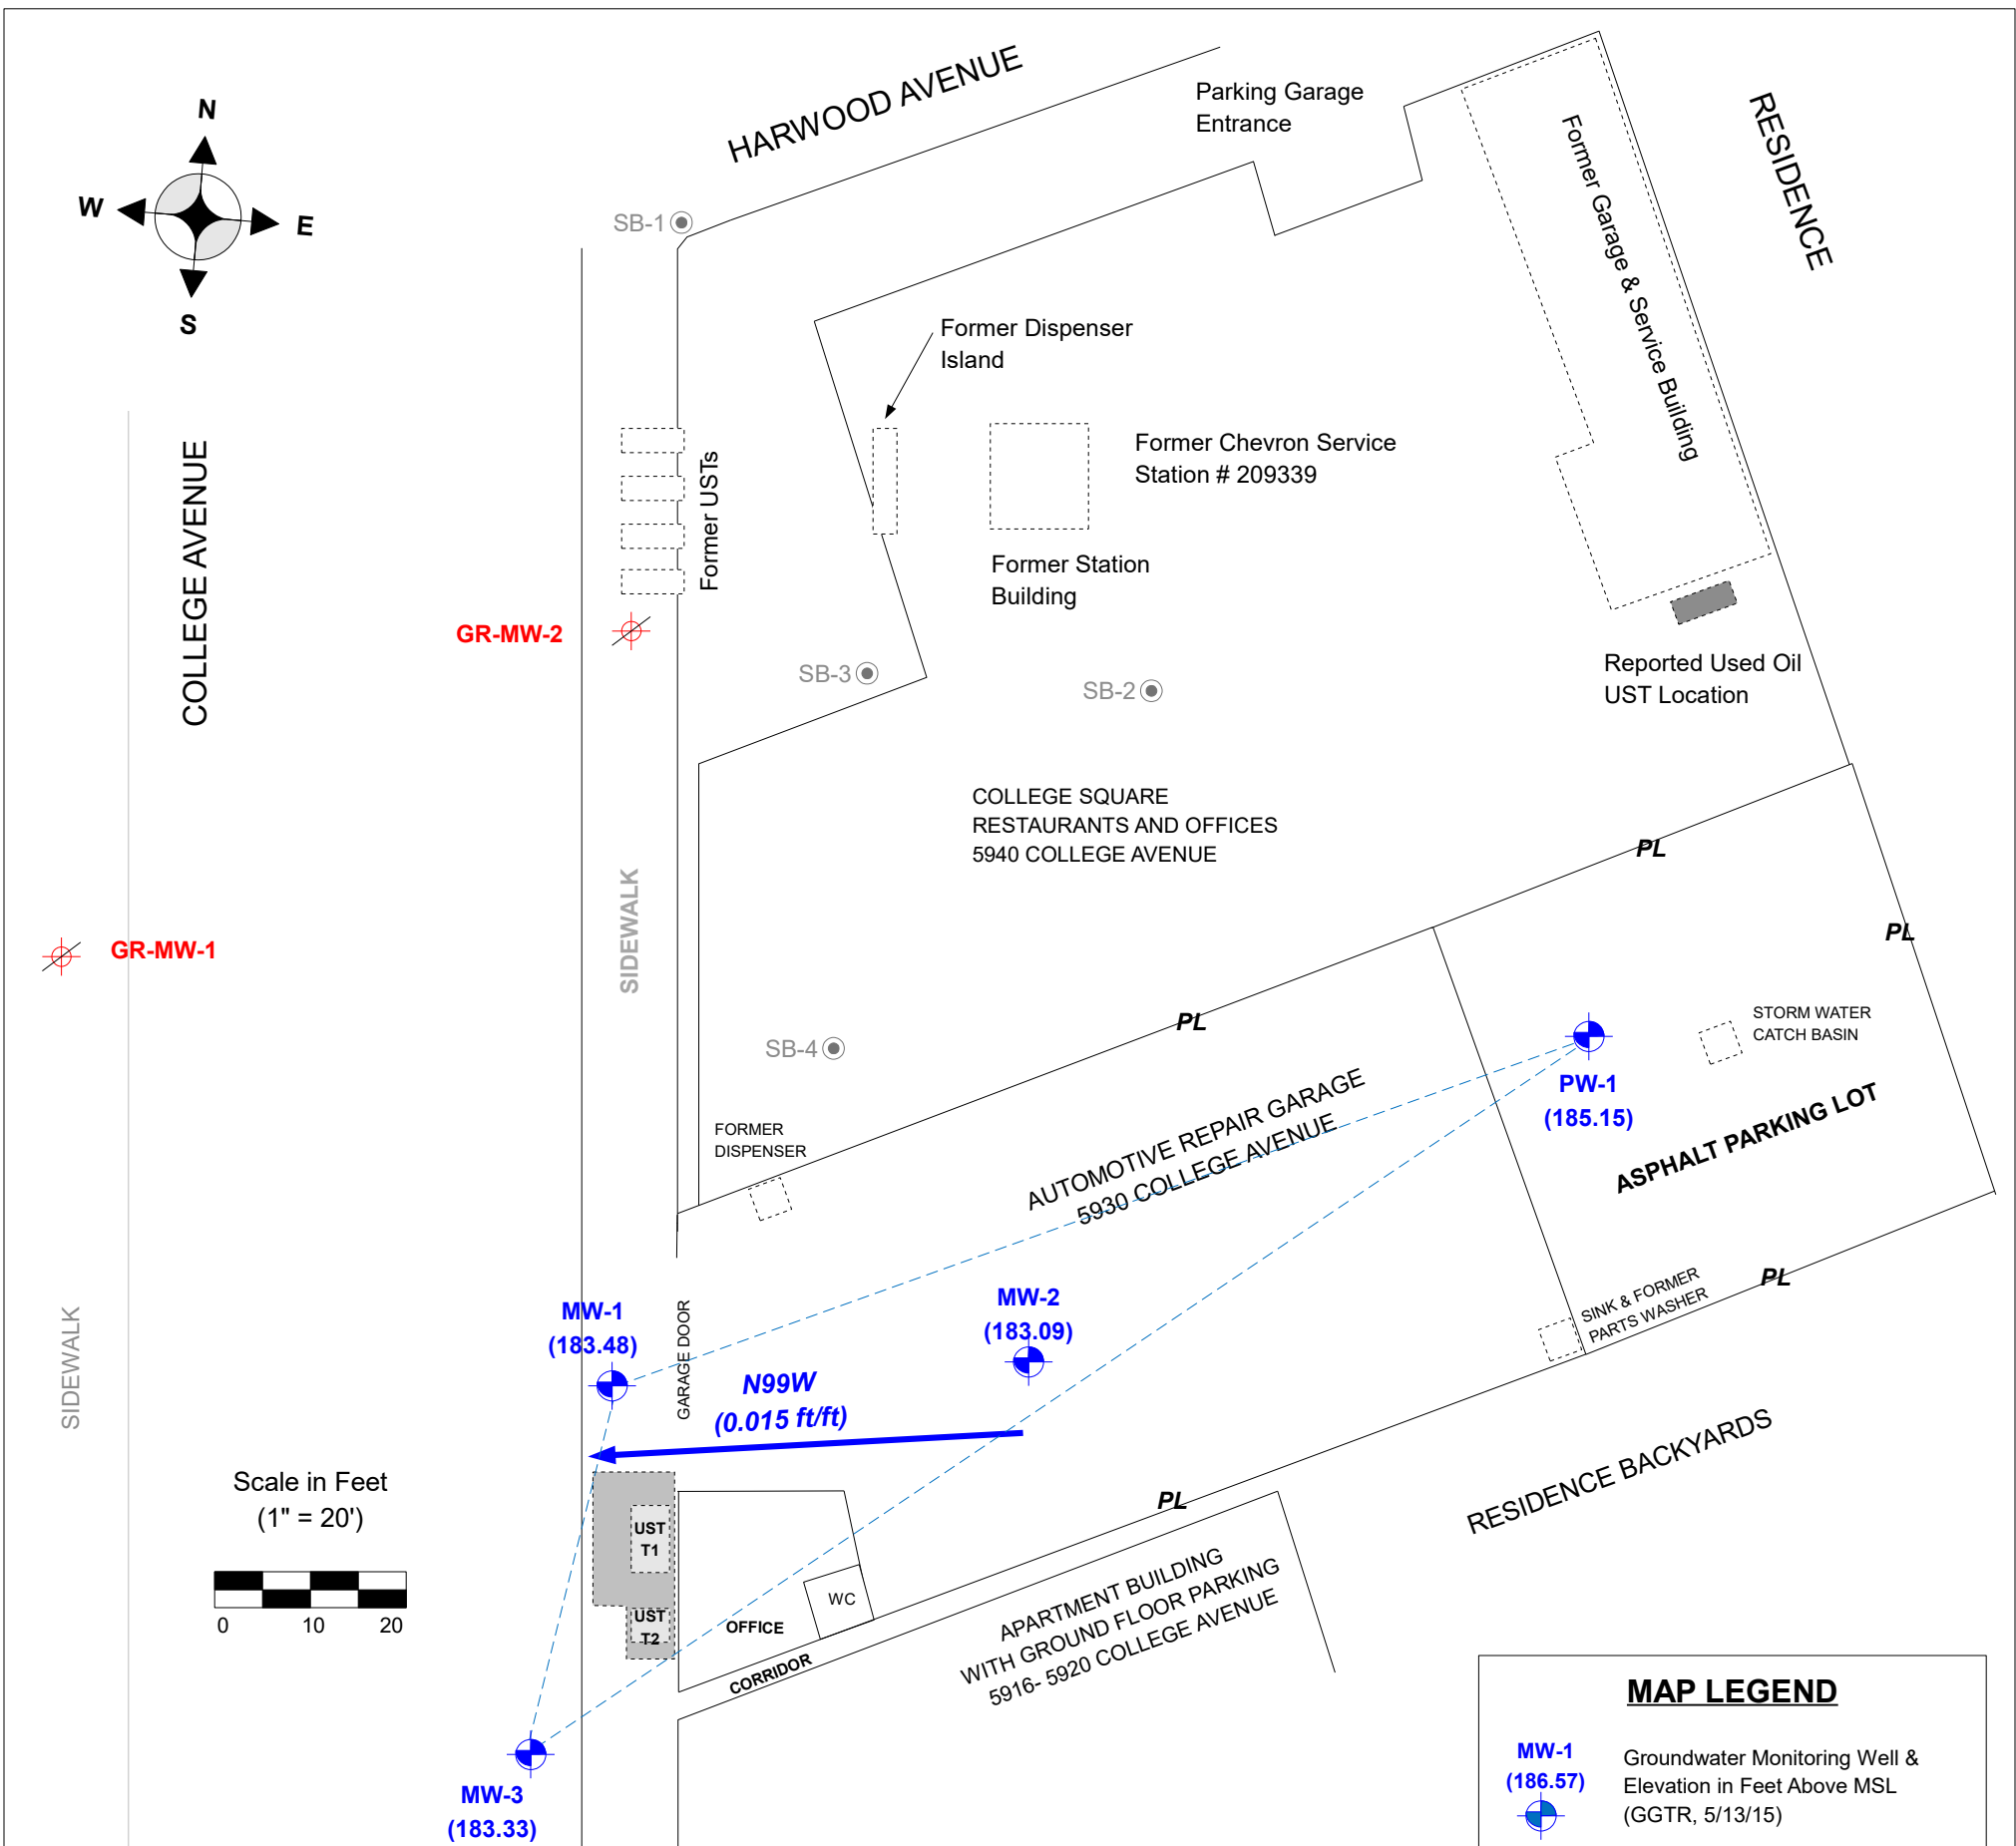 HARWOOD AVENUE
Parking Garage
Entrance
RESIDENCE
N
W
E
S
SB-1
Former Garage & Service Building
Former Dispenser
Island
COLLEGE AVENUE
Former USTs
Former Chevron Service
Station # 209339
Former Station
Building
GR-MW-2
SB-3
SB-2
Reported Used Oil
UST Location
COLLEGE SQUARE
RESTAURANTS AND OFFICES
5940 COLLEGE AVENUE
PL
PL
SIDEWALK
GR-MW-1
PL
STORM WATER
CATCH BASIN
SB-4
PW-1
(185.15)
FORMER
DISPENSER
AUTOMOTIVE REPAIR GARAGE
5930 COLLEGE AVENUE
ASPHALT PARKING LOT
PL
MW-1
(183.48)
GARAGE DOOR
MW-2
(183.09)
SINK & FORMER
PARTS WASHER
SIDEWALK
N99W
(0.015 ft/ft)
RESIDENCE BACKYARDS
Scale in Feet
(1" = 20')
0 10 20
PL
UST
T1
UST
T2
WC
OFFICE
CORRIDOR
APARTMENT BUILDING
WITH GROUND FLOOR PARKING
5916- 5920 COLLEGE AVENUE
MW-3
(183.33)
MAP LEGEND
MW-1
(186.57)
Groundwater Monitoring Well &
Elevation in Feet Above MSL
(GGTR, 5/13/15)